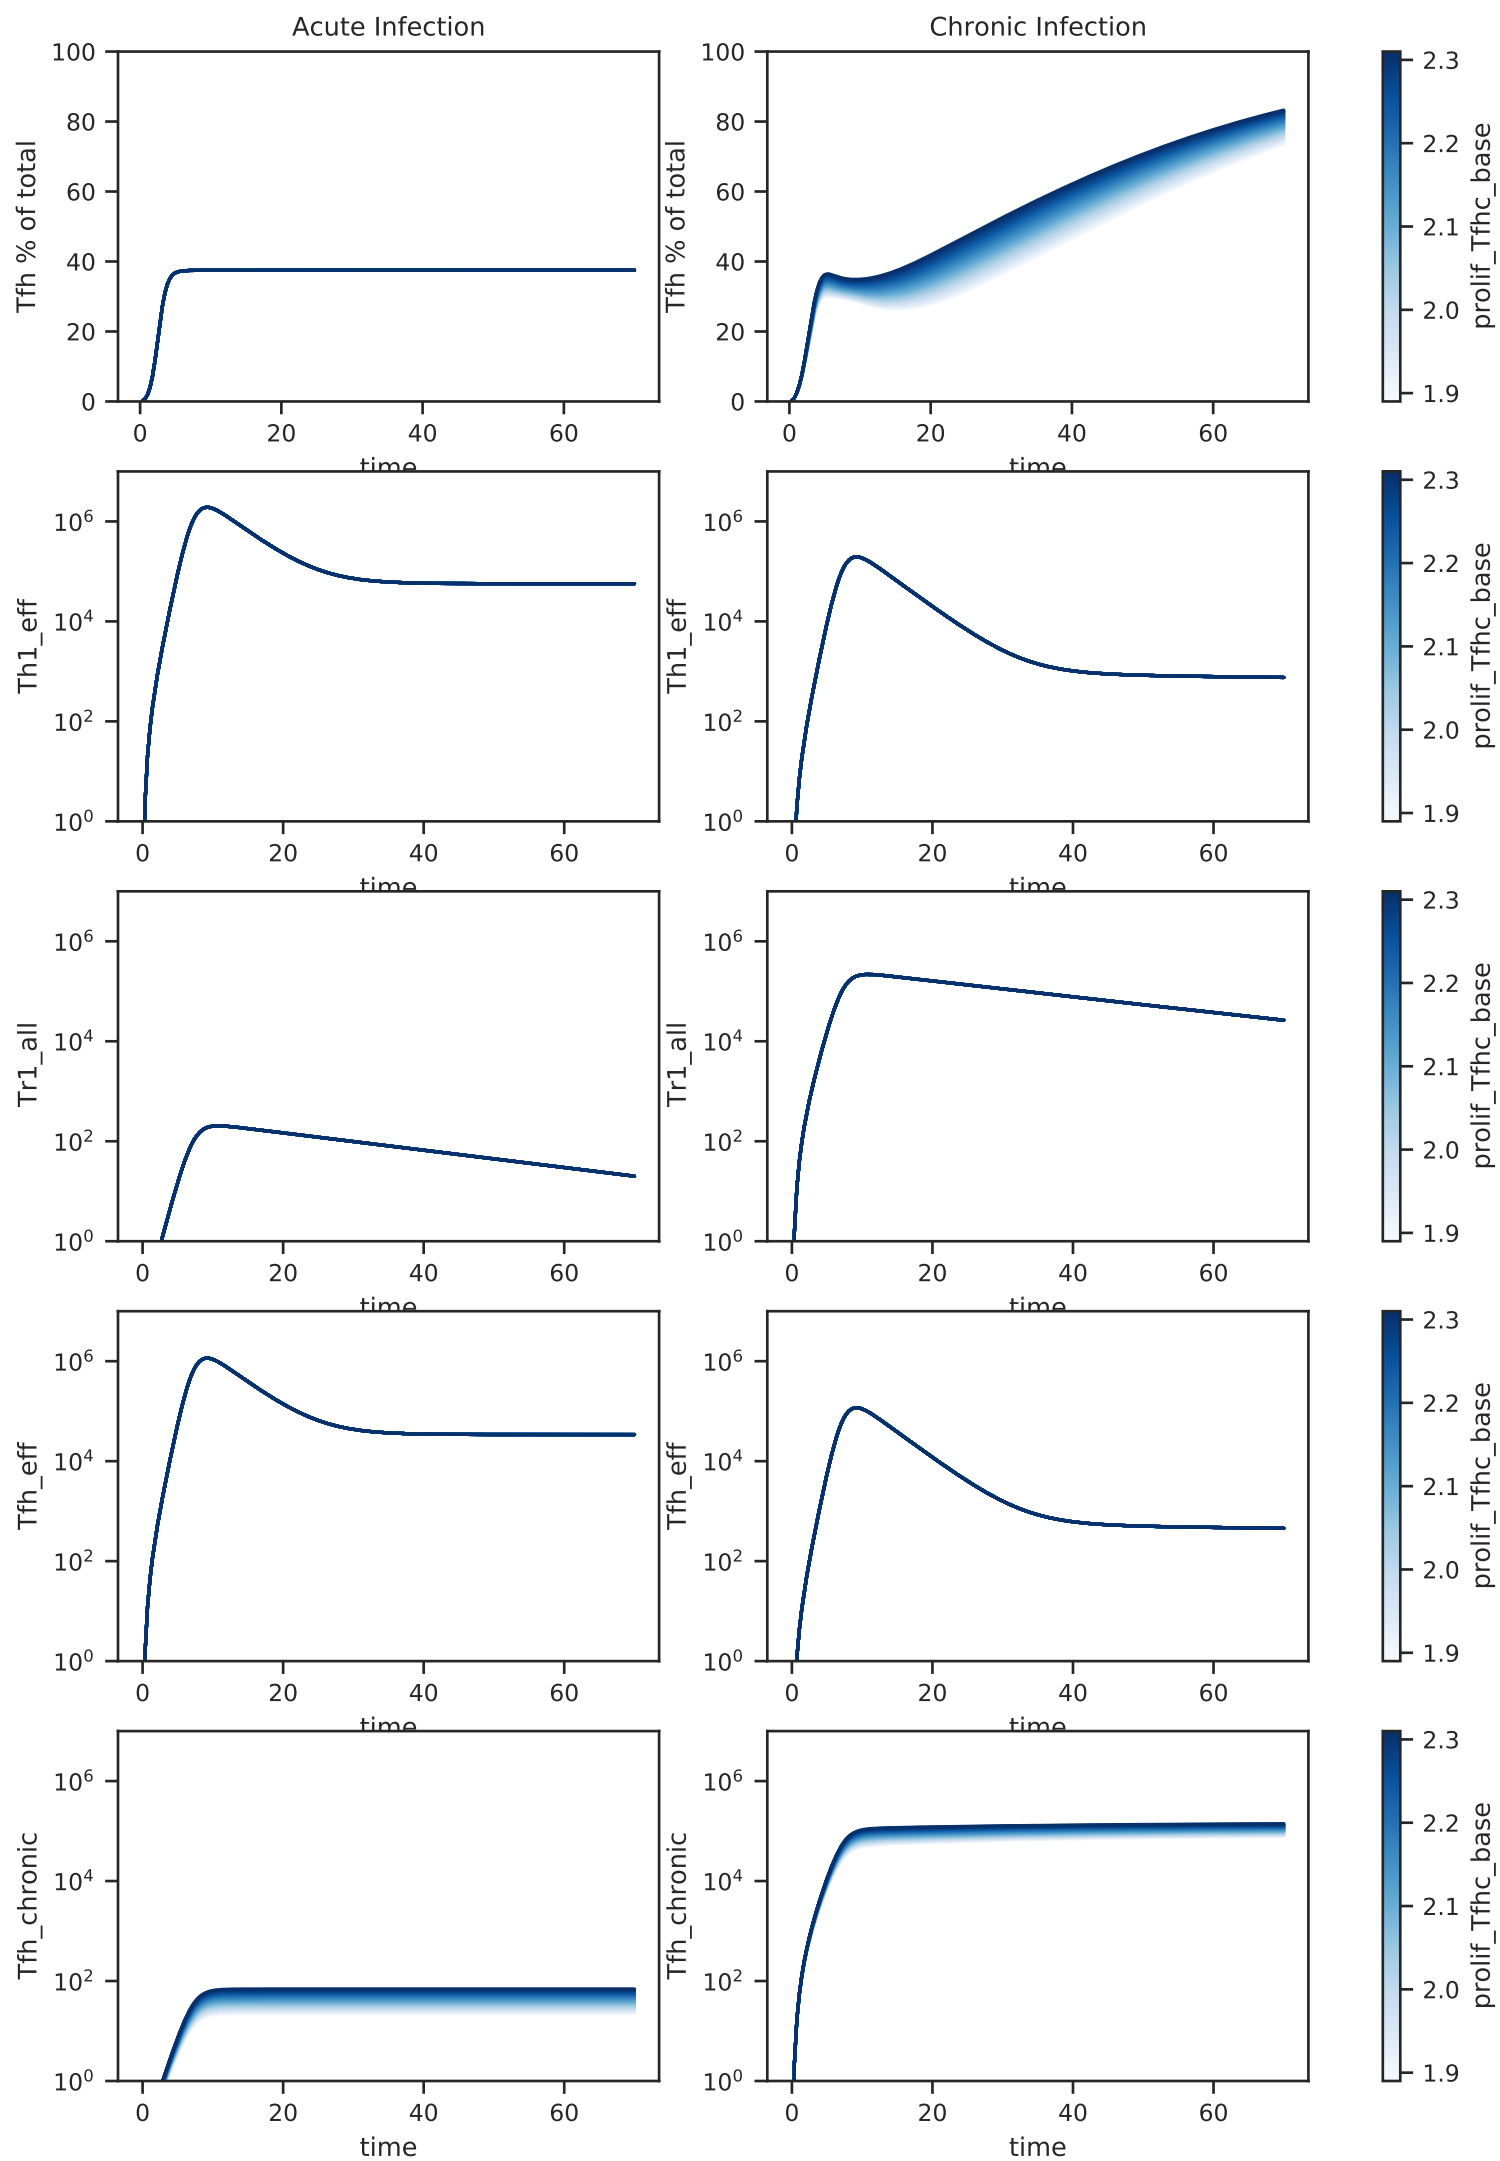 Acute Infection
Chronic Infection
Tfh % of total
100
80
60
40
20
0
0 20 40 60
time
Tfh % of total
100
80
60
40
20
0
0 20 40 60
time
2.3
2.2
2.1
2.0
1.9
prolif_Tfhc_base
Th1_eff
10⁶
10⁴
10²
10⁰
0 20 40 60
time
Th1_eff
10⁶
10⁴
10²
10⁰
0 20 40 60
time
2.3
2.2
2.1
2.0
1.9
prolif_Tfhc_base
Tr1_all
10⁶
10⁴
10²
10⁰
0 20 40 60
time
Tr1_all
10⁶
10⁴
10²
10⁰
0 20 40 60
time
2.3
2.2
2.1
2.0
1.9
prolif_Tfhc_base
Tfh_eff
10⁶
10⁴
10²
10⁰
0 20 40 60
time
Tfh_eff
10⁶
10⁴
10²
10⁰
0 20 40 60
time
2.3
2.2
2.1
2.0
1.9
prolif_Tfhc_base
Tfh_chronic
10⁶
10⁴
10²
10⁰
0 20 40 60
time
Tfh_chronic
10⁶
10⁴
10²
10⁰
0 20 40 60
time
2.3
2.2
2.1
2.0
1.9
prolif_Tfhc_base